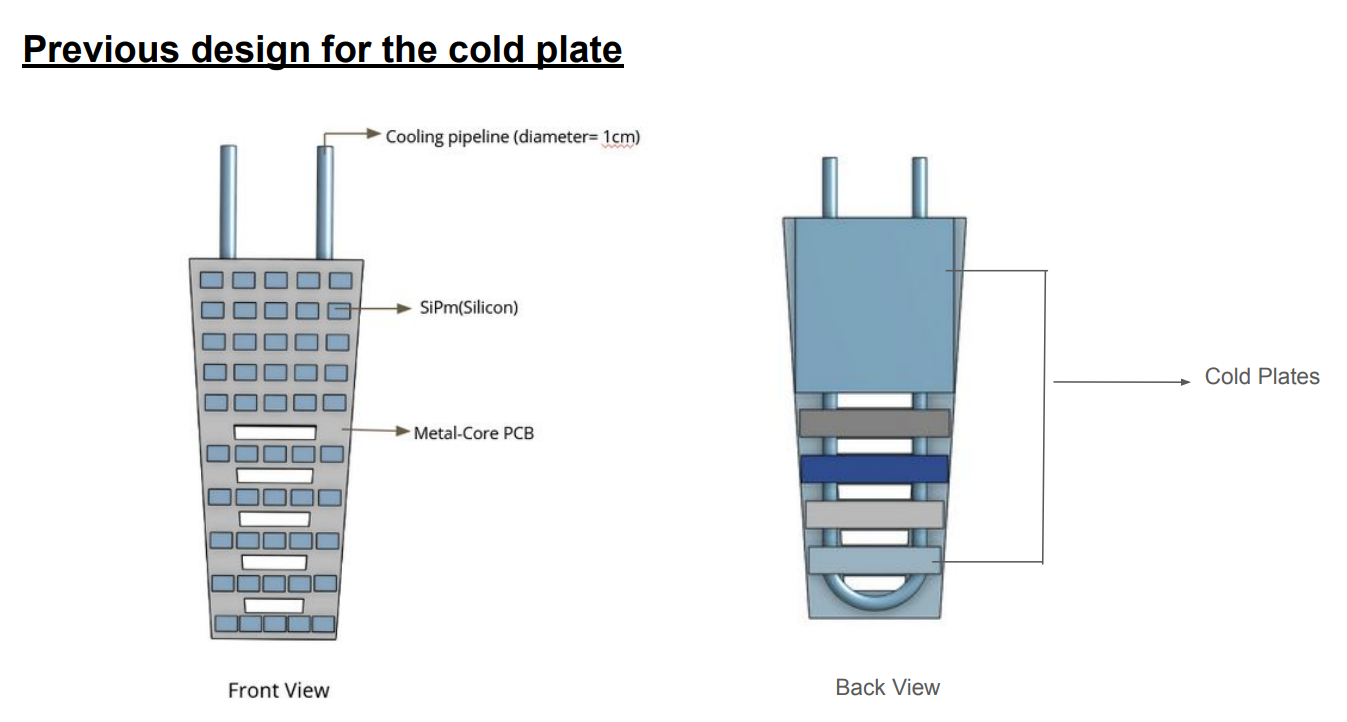 Previous design for the cold plate
Cooling pipeline (diameter= 1cm)
SiPm(Silicon)
Metal-Core PCB
Front View
Cold Plates
Back View